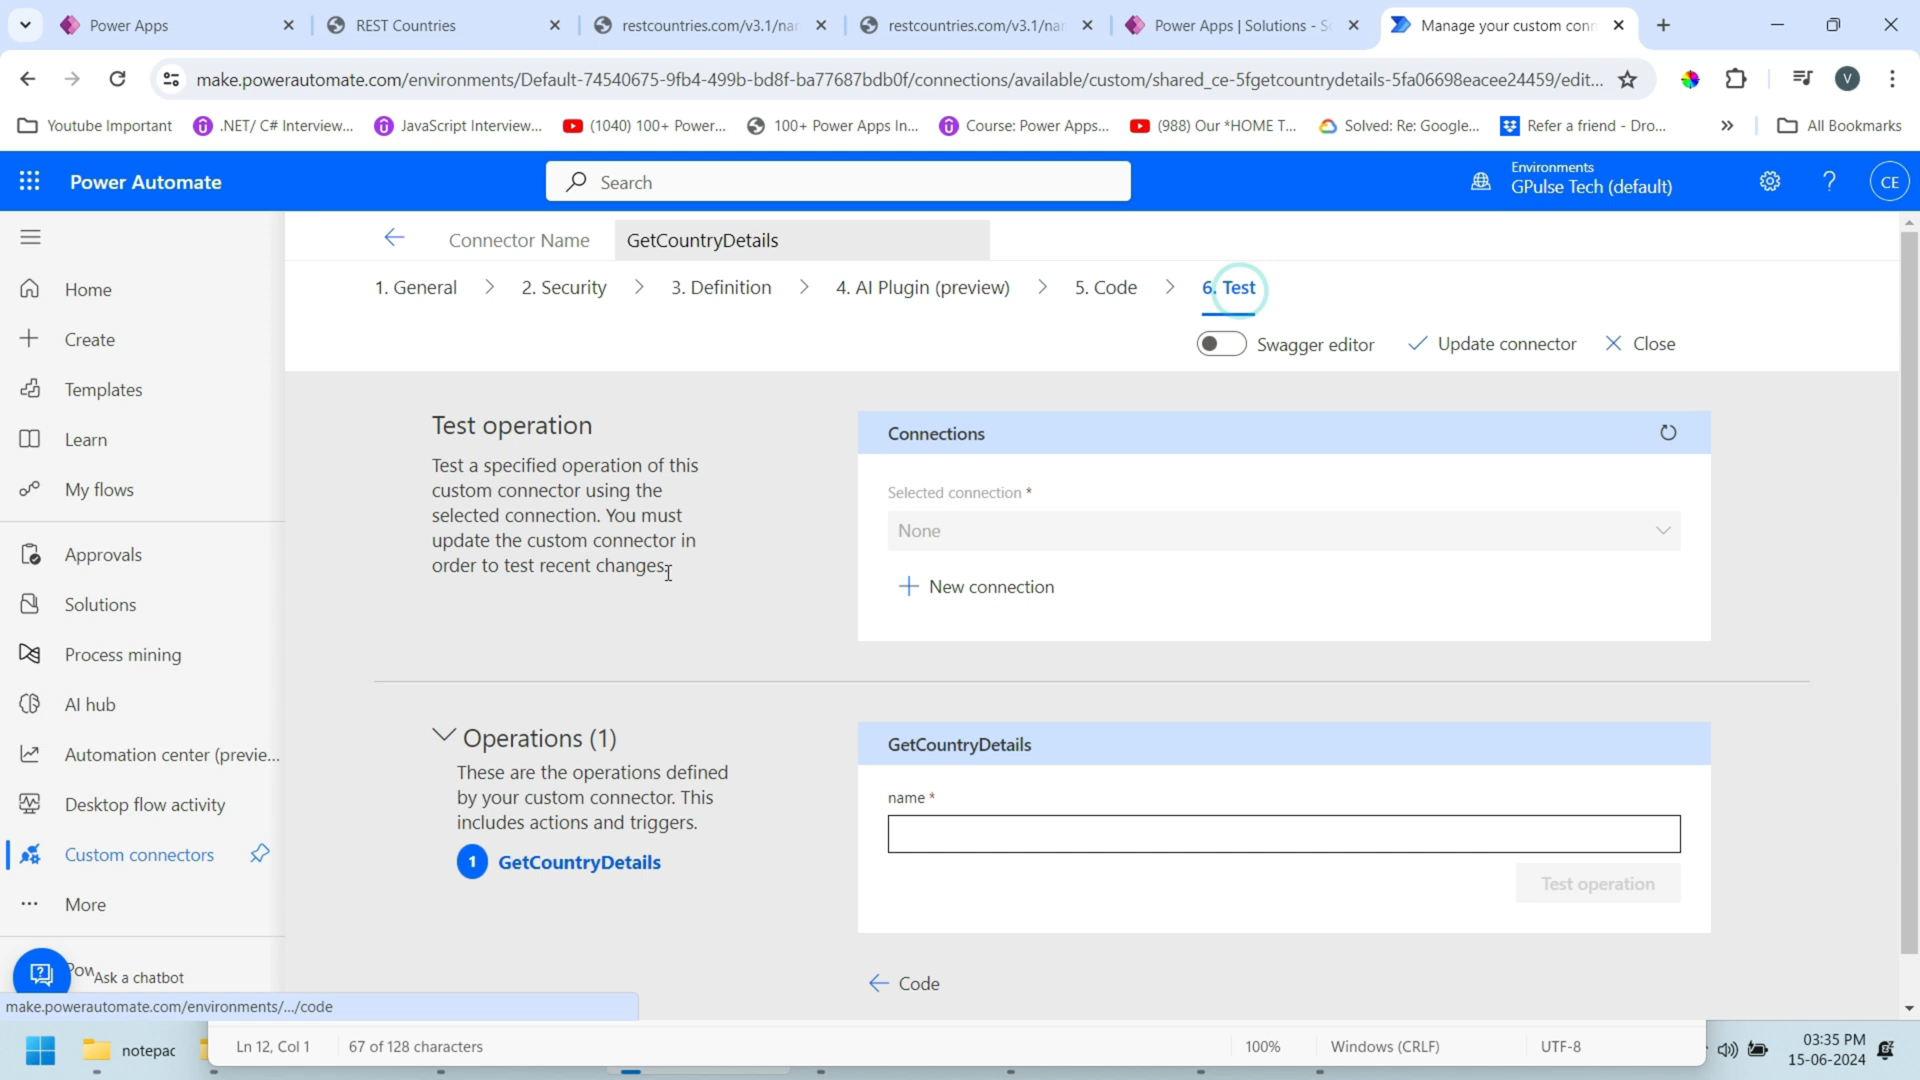 Power Apps
REST Countries
restcountries.com/v3.1/nar
restcountries.com/v3.1/nar
Power Apps | Solutions - S
Manage your custom conn
make.powerautomate.com/environments/Default-74540675-9fb4-499b-bd8f-ba77687bdb0f/connections/available/custom/shared_ce-5fgetcountrydetails-5fa06698eacee24459/edit...
V
Youtube Important
.NET/ C# Interview...
JavaScript Interview...
(1040) 100+ Power...
100+ Power Apps In...
Course: Power Apps...
(988) Our *HOME T...
Solved: Re: Google...
Refer a friend - Dro...
All Bookmarks
Power Automate
Search
Environments
GPulse Tech (default)
CE
Connector Name
GetCountryDetails
1. General
2. Security
3. Definition
4. AI Plugin (preview)
5. Code
6. Test
Swagger editor
Update connector
Close
Home
Create
Templates
Learn
My flows
Approvals
Solutions
Process mining
AI hub
Automation center (previe...
Desktop flow activity
Custom connectors
More
Pow
Ask a chatbot
Test operation
Test a specified operation of this
custom connector using the
selected connection. You must
update the custom connector in
order to test recent changes.
Connections
Selected connection *
None
New connection
Operations (1)
These are the operations defined
by your custom connector. This
includes actions and triggers.
1 GetCountryDetails
GetCountryDetails
name *
Test operation
Code
make.powerautomate.com/environments/.../code
notepac
Ln 12, Col 1
67 of 128 characters
100%
Windows (CRLF)
UTF-8
03:35 PM
15-06-2024